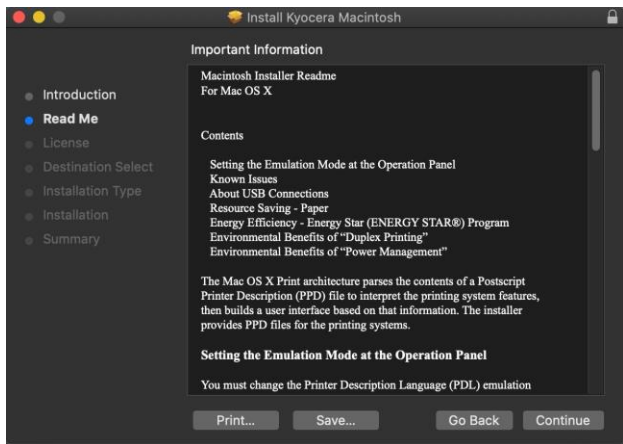 Install Kyocera Macintosh
Important Information
Introduction
Read Me
License
Destination Select
Installation Type
Installation
Summary
Macintosh Installer Readme
For Mac OS X
Contents
Setting the Emulation Mode at the Operation Panel
Known Issues
About USB Connections
Resource Saving - Paper
Energy Efficiency - Energy Star (ENERGY STAR®) Program
Environmental Benefits of “Duplex Printing”
Environmental Benefits of “Power Management”
The Mac OS X Print architecture parses the contents of a Postscript
Printer Description (PPD) file to interpret the printing system features,
then builds a user interface based on that information. The installer
provides PPD files for the printing systems.
Setting the Emulation Mode at the Operation Panel
You must change the Printer Description Language (PDL) emulation
Print...
Save...
Go Back
Continue